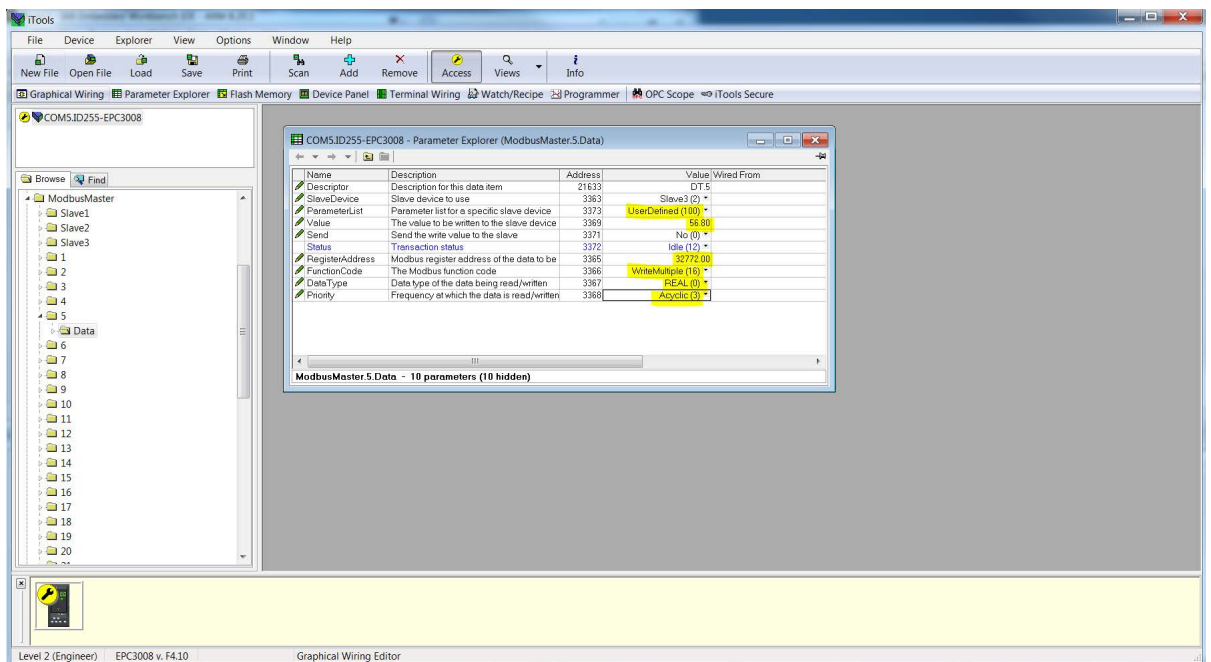 iTools
File Device Explorer View Options Window Help
New File Open File Load Save Print Scan Add Remove Access Views Info
Graphical Wiring Parameter Explorer Flash Memory Device Panel Terminal Wiring Watch/Recipe Programmer OPC Scope iTools Secure
COM5.ID255-EPC3008
COM5.ID255-EPC3008 - Parameter Explorer (ModbusMaster.5.Data)
Name Description Address Value Wired From
Descriptor Description for this data item 21633 DT.5
SlaveDevice Slave device to use 3363 Slave3 (2)
ParameterList Parameter list for a specific slave device 3373 UserDefined (100)
Value The value to be written to the slave device 3369 56.80
Send Send the write value to the slave 3371 No (0)
Status Transaction status 3372 Idle (12)
RegisterAddress Modbus register address of the data to be 3365 32772.00
FunctionCode The Modbus function code 3366 WriteMultiple (16)
DataType Data type of the data being read/written 3367 REAL (0)
Priority Frequency at which the data is read/written 3368 Acyclic (3)
ModbusMaster.5.Data - 10 parameters (10 hidden)
Browse Find
ModbusMaster
Slave1
Slave2
Slave3
1
2
3
4
5
Data
6
7
8
9
10
11
12
13
14
15
16
17
18
19
20
Level 2 (Engineer) EPC3008 v. F4.10 Graphical Wiring Editor